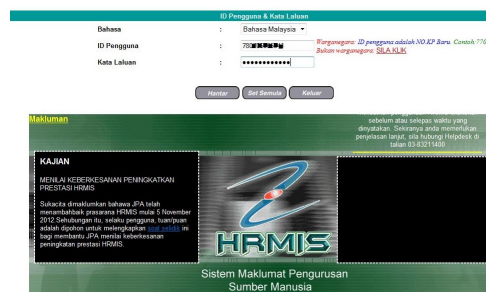 ID Pengguna & Kata Laluan
Bahasa : Bahasa Malaysia
ID Pengguna :
Warganegara: ID pengguna adalah NO.KP Baru. Contoh:776
Bukan warganegara: SILA KLIK
Kata Laluan :
Hantar Set Semula Keluar
Makluman
sebelum atau selepas waktu yang
dinyatakan. Sekiranya anda memerlukan
penjelasan lanjut, sila hubungi Helpdesk di
talian 03-83211400
KAJIAN
MENILAI KEBERKESANAN PENINGKATAN
PRESTASI HRMIS
Sukacita dimaklumkan bahawa JPA telah
menambahbaik prasarana HRMIS mulai 5 November
2012.Sehubungan itu, selaku pengguna, tuan/puan
adalah dipohon untuk melengkapkan soal selidik ini
bagi membantu JPA menilai keberkesanan
peningkatan prestasi HRMIS.
HRMIS
Sistem Maklumat Pengurusan
Sumber Manusia